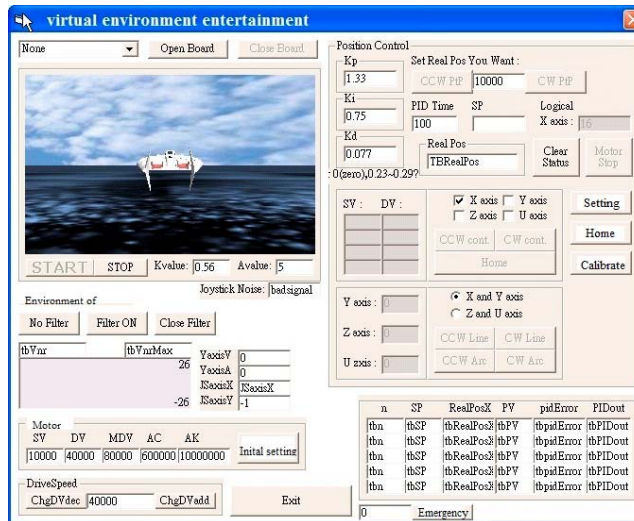 virtual environment entertainment
None
Open Board
Close Board
START
STOP
Kvalue: 0.56
Avalue: 5
Joystick Noise: badsignal
Environment of
No Filter
Filter ON
Close Filter
tbVnr
tbVnrMax
26
-26
YaxisV 0
YaxisA 0
JSaxisX JSaxisX
JSaxisY -1
Motor
SV DV MDV AC AK
10000 40000 80000 600000 10000000
Inital setting
DriveSpeed
ChgDVdec 40000 ChgDVadd
Exit
Position Control
Kp
1.33
Ki
0.75
Kd
0.077
: 0(zero),0.23~0.29?
Set Real Pos You Want :
CCW PtP 10000 CW PtP
PID Time
100
SP
Logical
X axis : 16
Real Pos
TBRealPos
Clear
Status
Motor
Stop
SV : DV :
X axis Y axis
Z axis U axis
CCW cont. CW cont.
Home
Setting
Home
Calibrate
Y axis : 0
Z axis : 0
U zxis : 0
X and Y axis
Z and U axis
CCW Line CW Line
CCW Arc CW Arc
n SP RealPosX PV pidError PIDout
tbn tbSP tbRealPosX tbPV tbpidError tbPIDout
tbn tbSP tbRealPosX tbPV tbpidError tbPIDout
tbn tbSP tbRealPosX tbPV tbpidError tbPIDout
tbn tbSP tbRealPosX tbPV tbpidError tbPIDout
tbn tbSP tbRealPosX tbPV tbpidError tbPIDout
0 Emergency